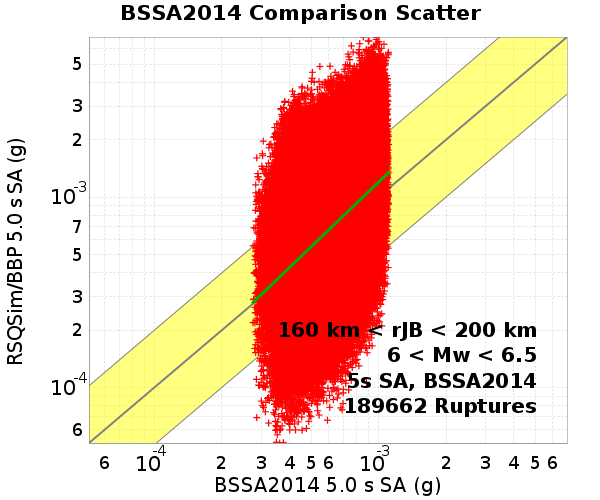 BSSA2014 Comparison Scatter
RSQSim/BBP 5.0 s SA (g)
5
3
2
10-3
7
5
3
2
10-4
6
160 km < rJB < 200 km
6 < Mw < 6.5
5s SA, BSSA2014
189662 Ruptures
6 10-4 2 3 4 5 6 10-3 2 3 4 5 6
BSSA2014 5.0 s SA (g)